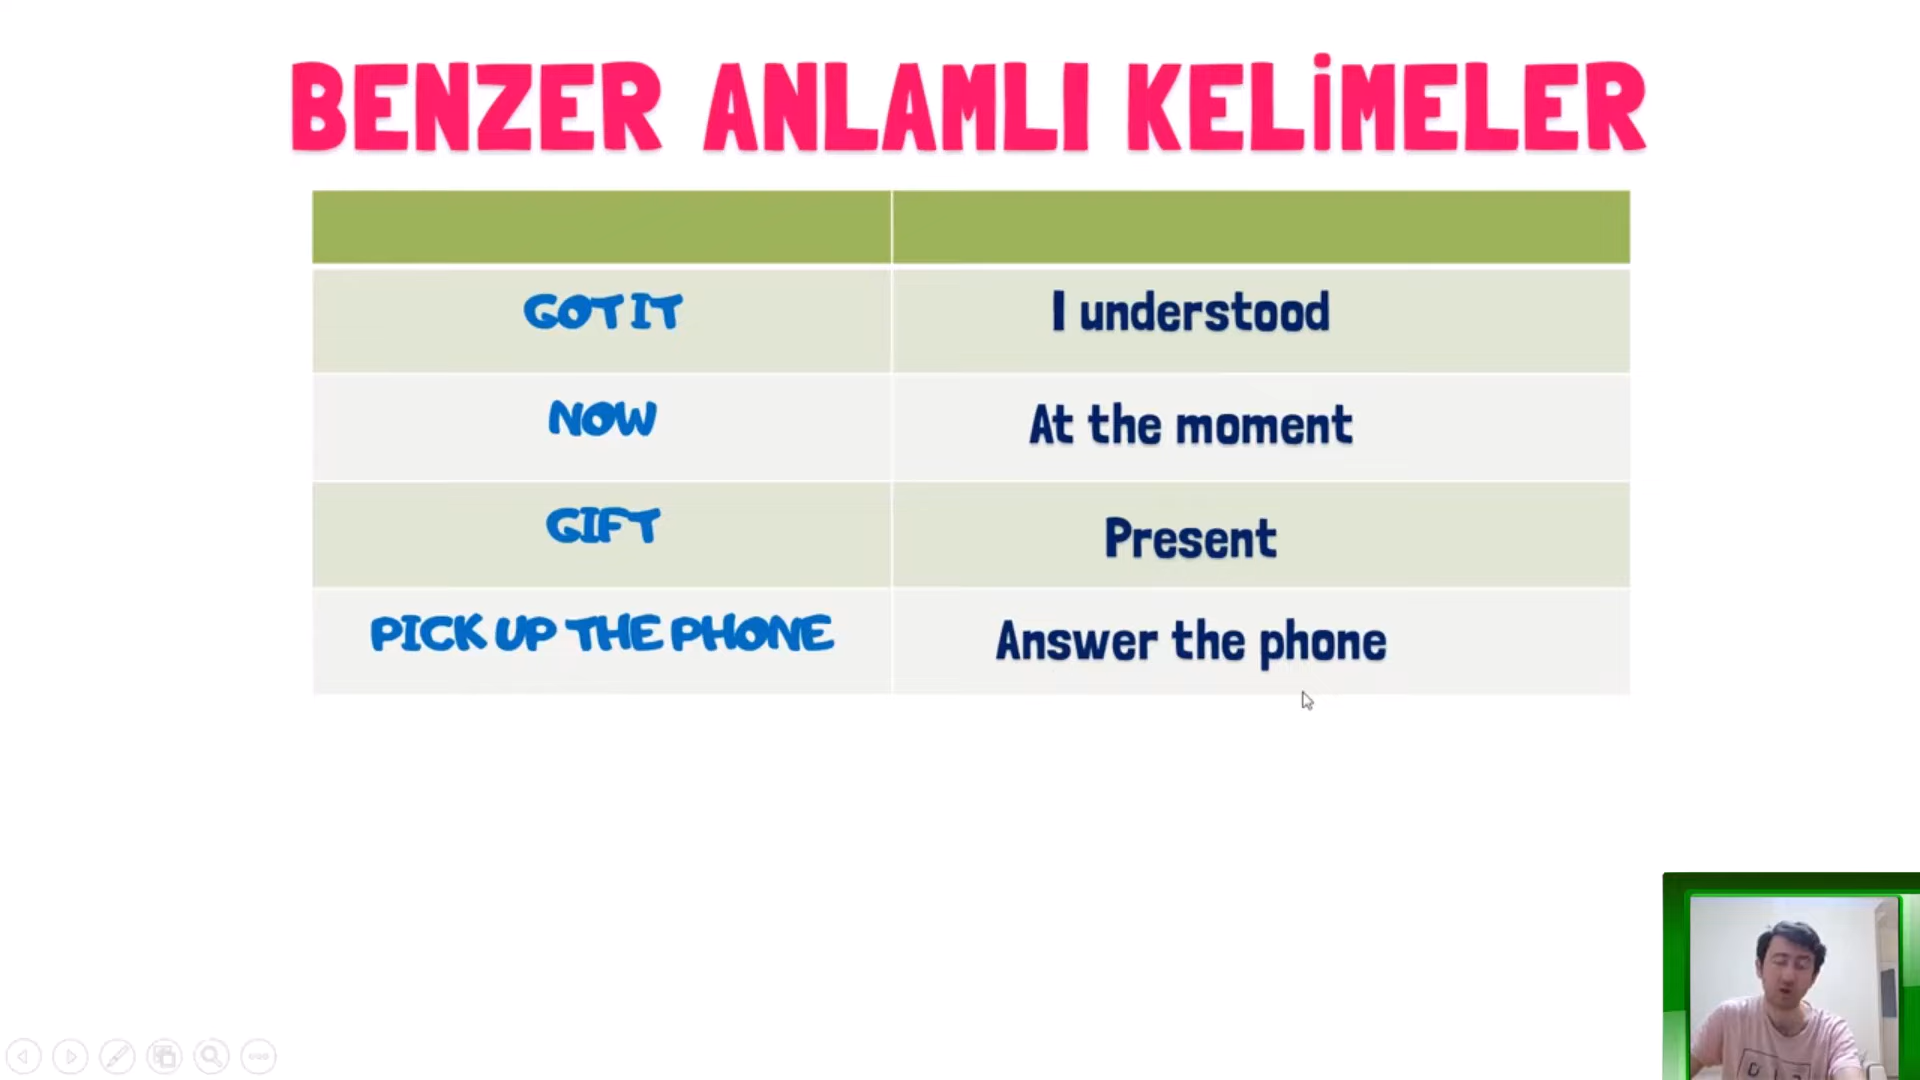 BENZER ANLAMLI KELİMELER
GOT IT
I understood
NOW
At the moment
GIFT
Present
PICK UP THE PHONE
Answer the phone